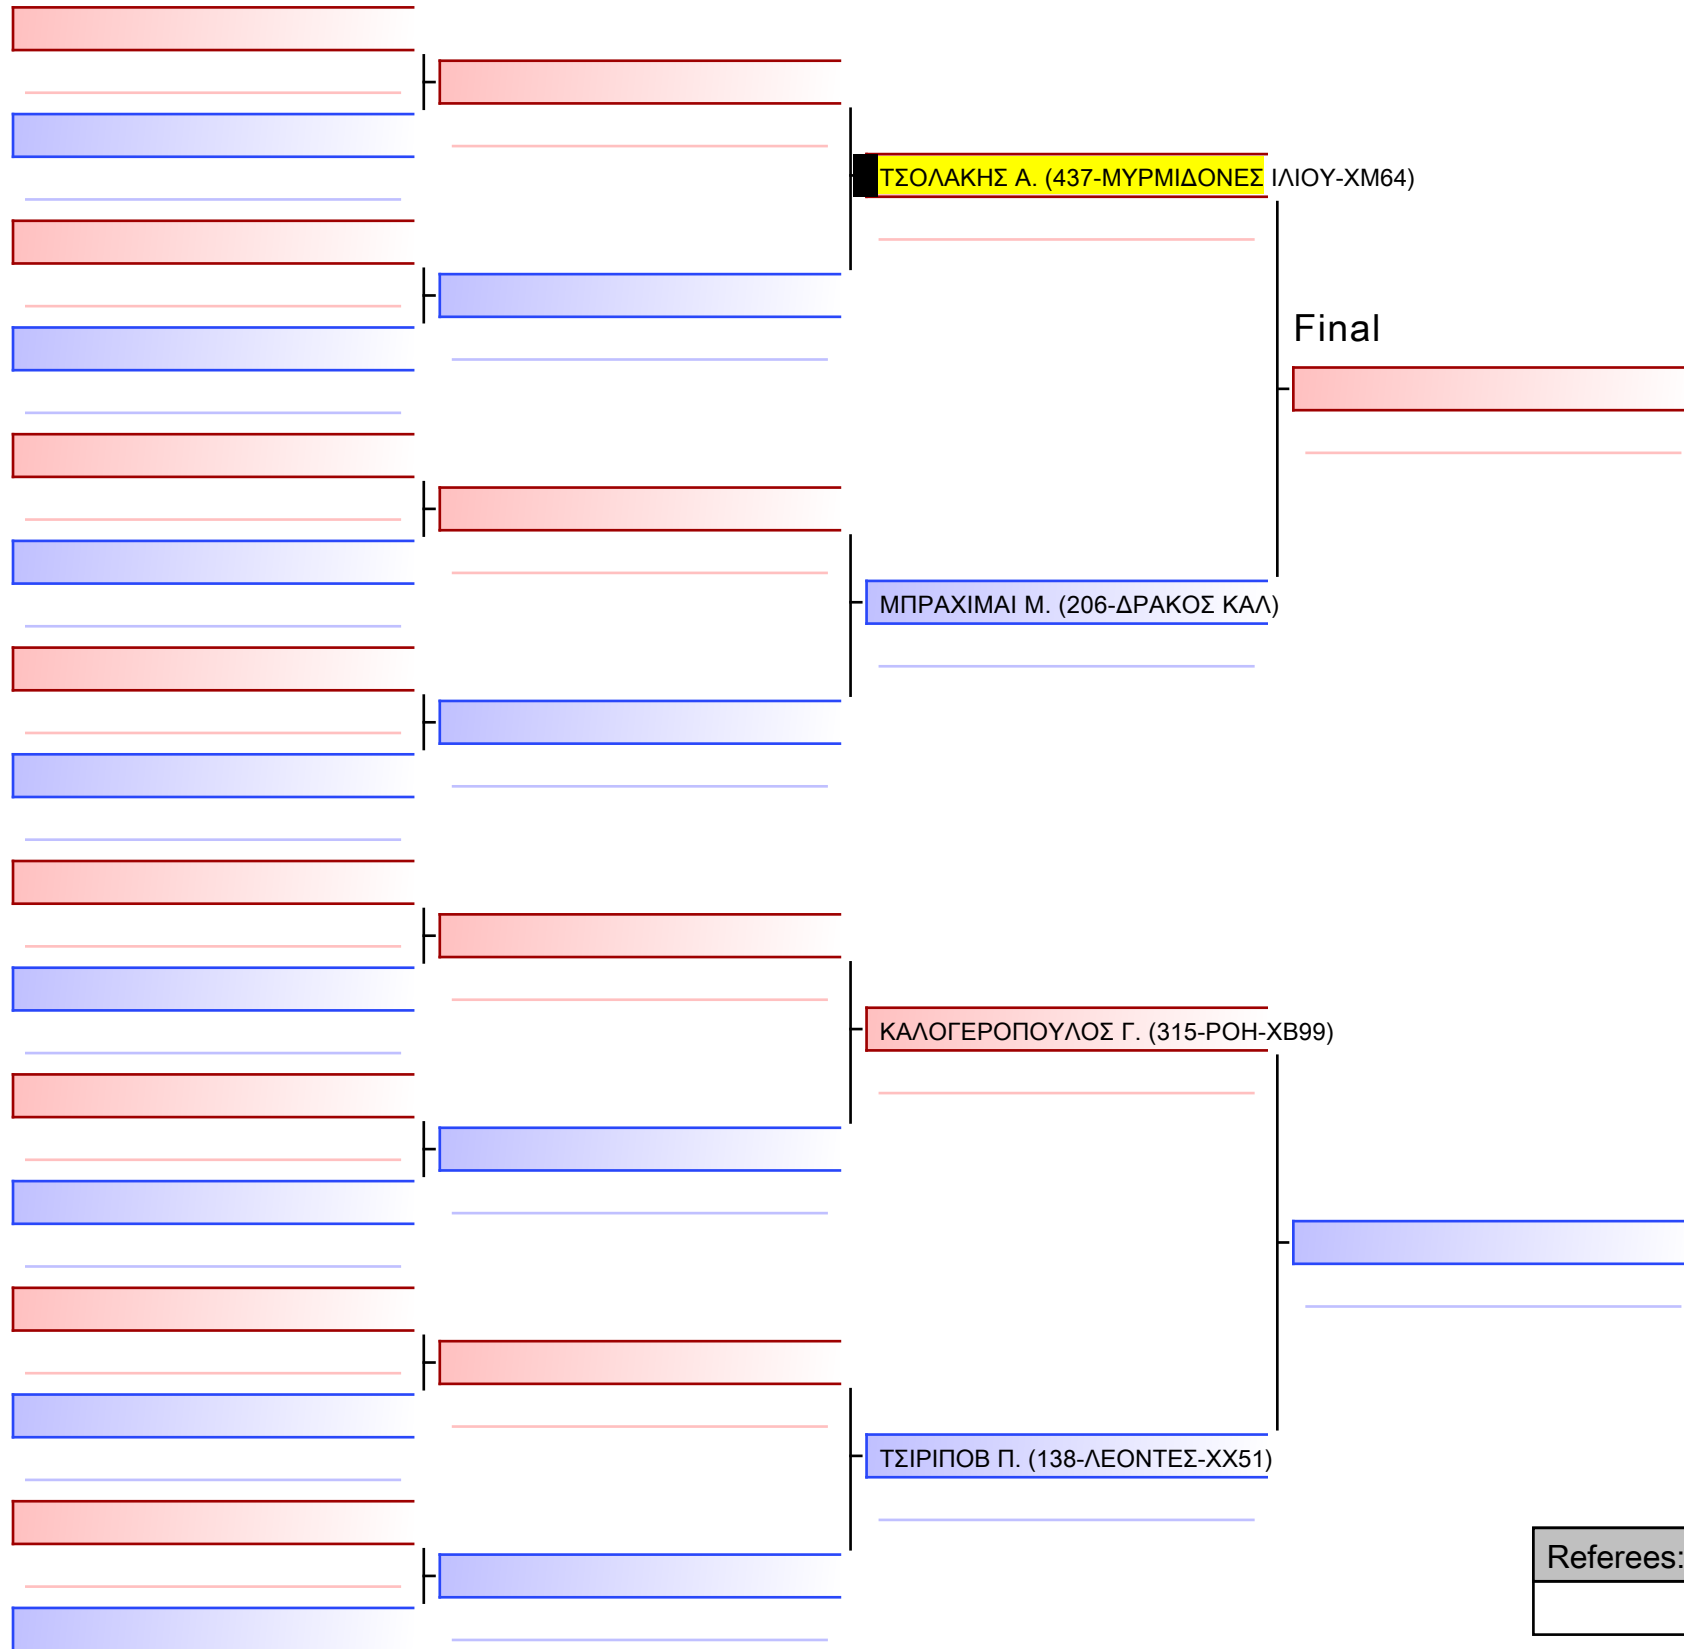 ΤΣΟΛΑΚΗΣ Α. (437-ΜΥΡΜΙΔΟΝΕΣ ΙΛΙΟΥ-ΧΜ64)
Final
ΜΠΡΑΧΙΜΑΙ Μ. (206-ΔΡΑΚΟΣ ΚΑΛ)
ΚΑΛΟΓΕΡΟΠΟΥΛΟΣ Γ. (315-ΡΟΗ-ΧΒ99)
ΤΣΙΡΙΠΟΒ Π. (138-ΛΕΟΝΤΕΣ-ΧΧ51)
Referees: